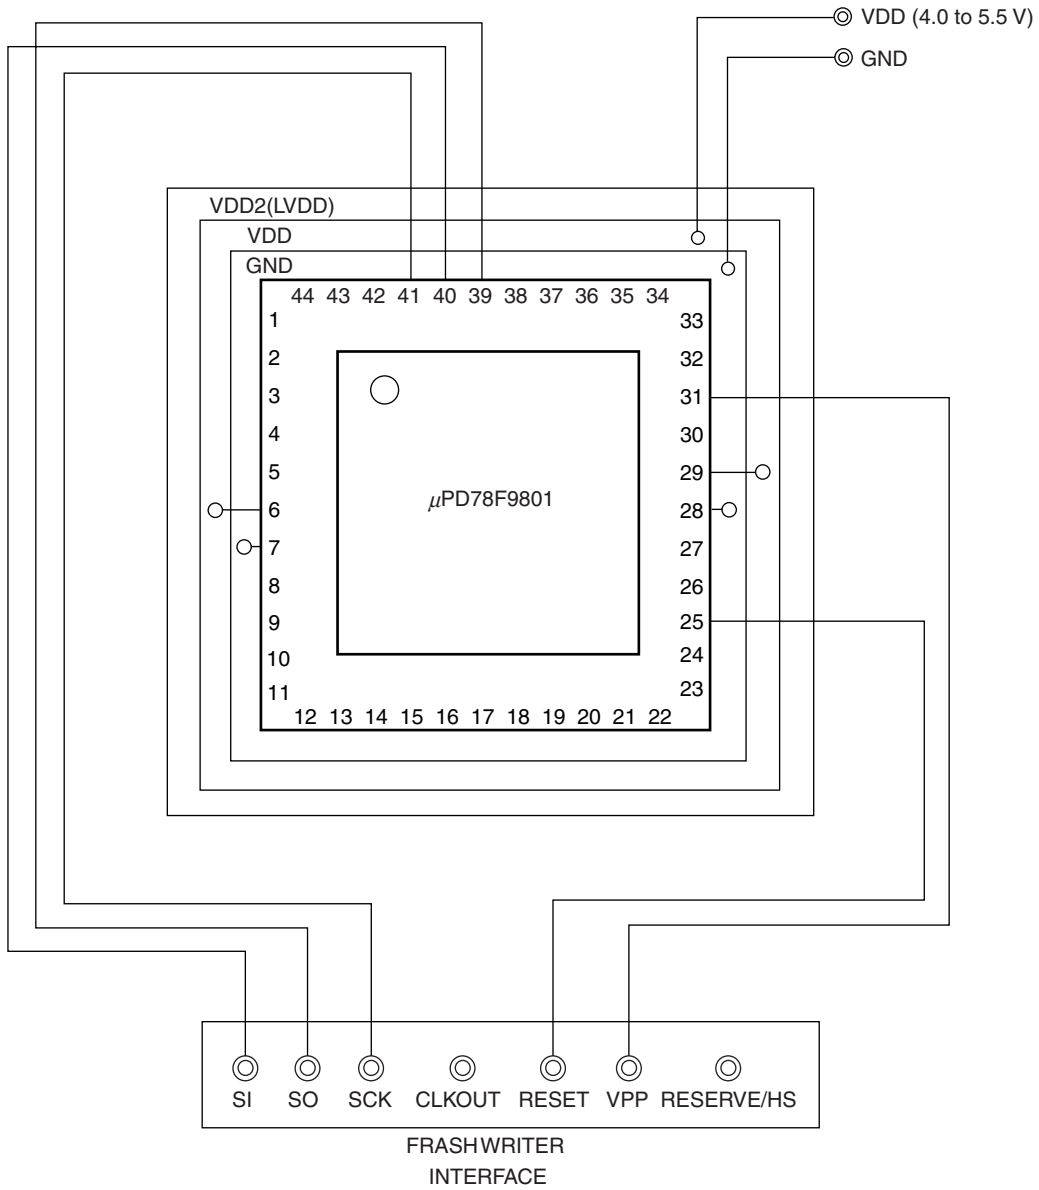 VDD (4.0 to 5.5 V)
GND
VDD2(LVDD)
VDD
GND
44 43 42 41 40 39 38 37 36 35 34
1 33
2 32
3 31
4 30
5 29
μPD78F9801
6 28
7 27
8 26
9 25
10 24
11 23
12 13 14 15 16 17 18 19 20 21 22
SI SO SCK CLKOUT RESET VPP RESERVE/HS
FRASHWRITER
INTERFACE